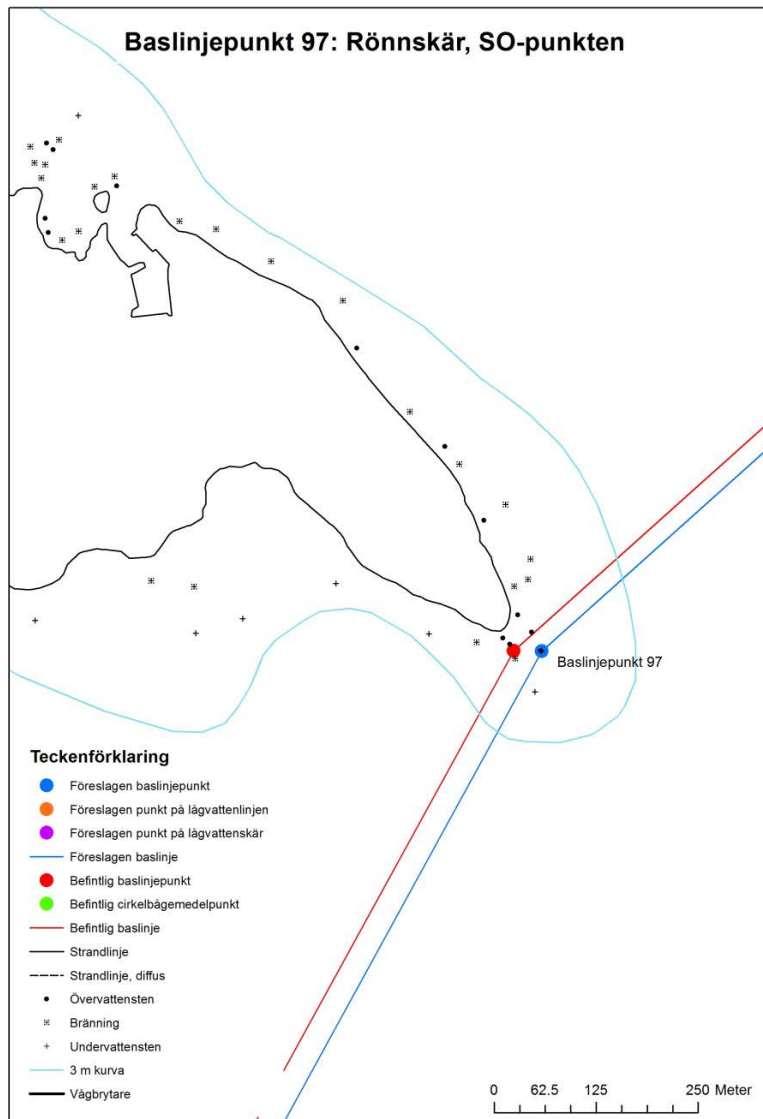 Baslinjepunkt 97: Rönnskär, SO-punkten
Baslinjepunkt 97
Teckenförklaring
Föreslagen baslinjepunkt
Föreslagen punkt på lågvattenlinjen
Föreslagen punkt på lågvattenskär
Föreslagen baslinje
Befintlig baslinjepunkt
Befintlig cirkelbågemedelpunkt
Befintlig baslinje
Strandlinje
Strandlinje, diffus
Övervattensten
Bränning
Undervattensten
3 m kurva
Vågbrytare
0 62.5 125 250 Meter